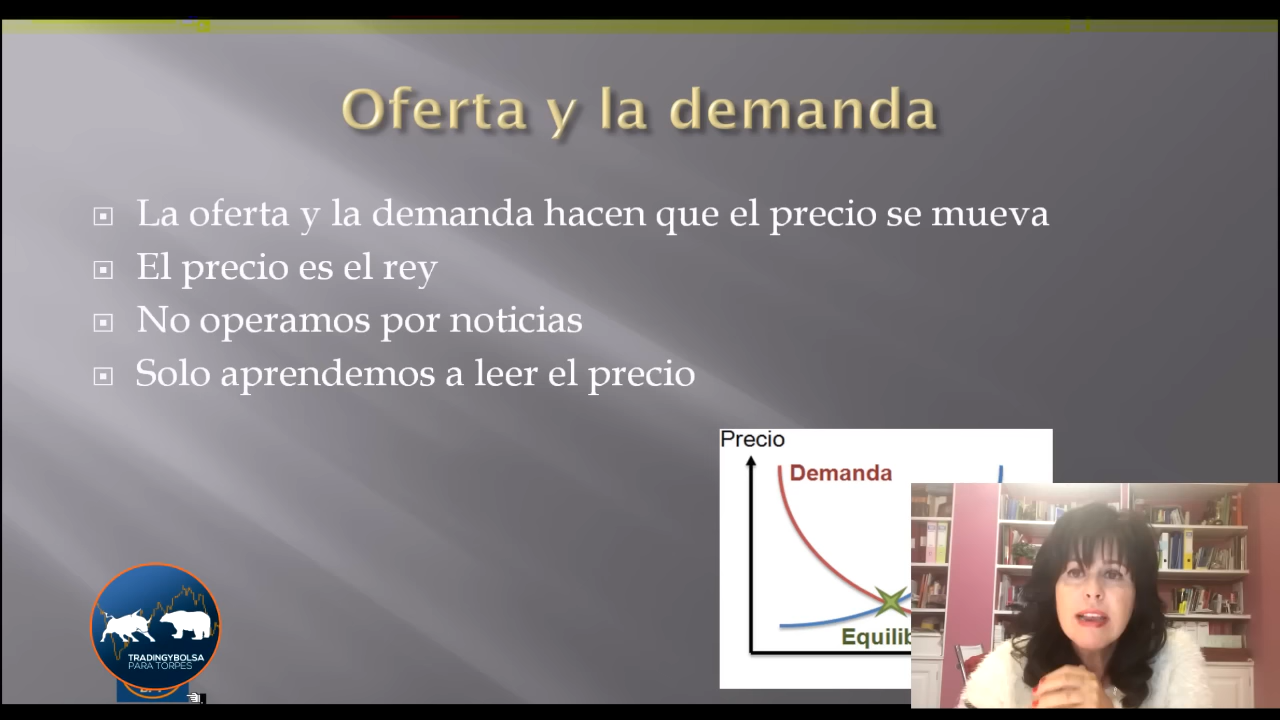 Oferta y la demanda
La oferta y la demanda hacen que el precio se mueva
El precio es el rey
No operamos por noticias
Solo aprendemos a leer el precio
Precio
Demanda
Equilib
TRADINGYBOLSA
PARA TORPES